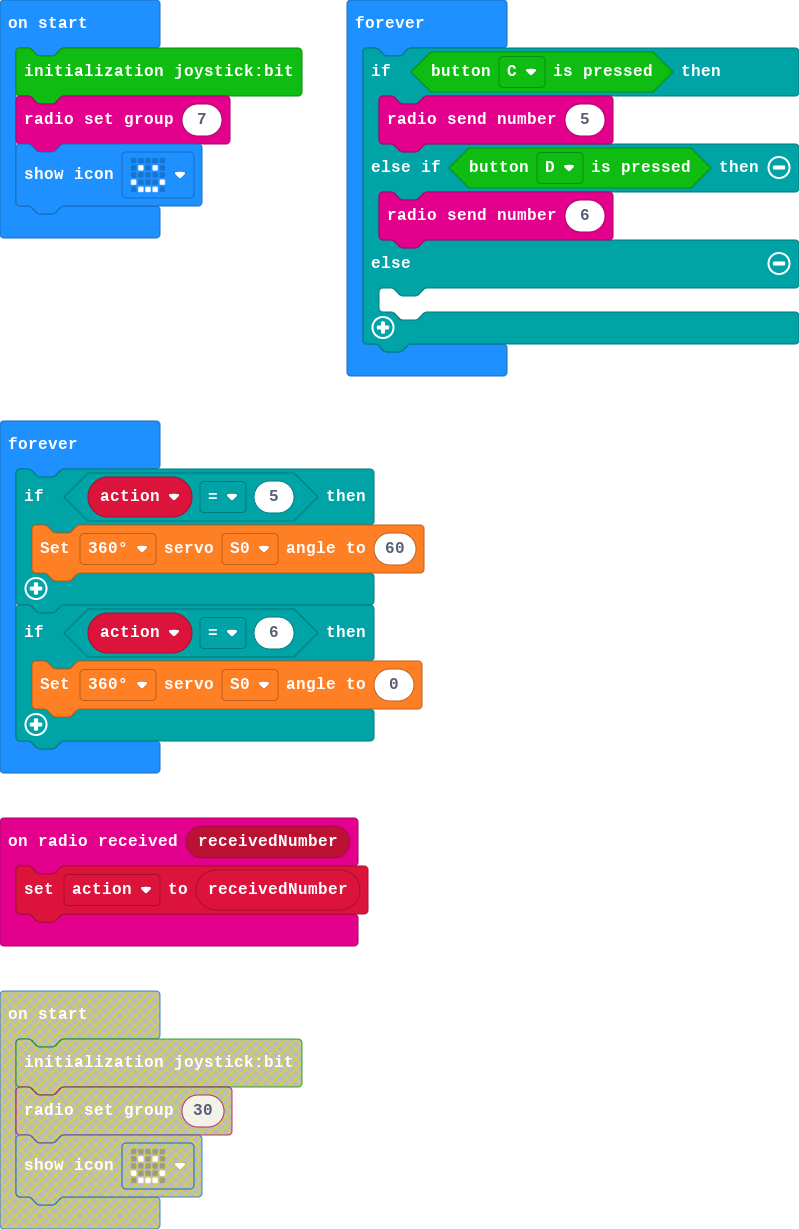 on start
initialization joystick:bit
radio set group 7
show icon
forever
if button C is pressed then
radio send number 5
else if button D is pressed then
radio send number 6
else
forever
if action = 5 then
Set 360° servo S0 angle to 60
if action = 6 then
Set 360° servo S0 angle to 0
on radio received receivedNumber
set action to receivedNumber
on start
initialization joystick:bit
radio set group 30
show icon